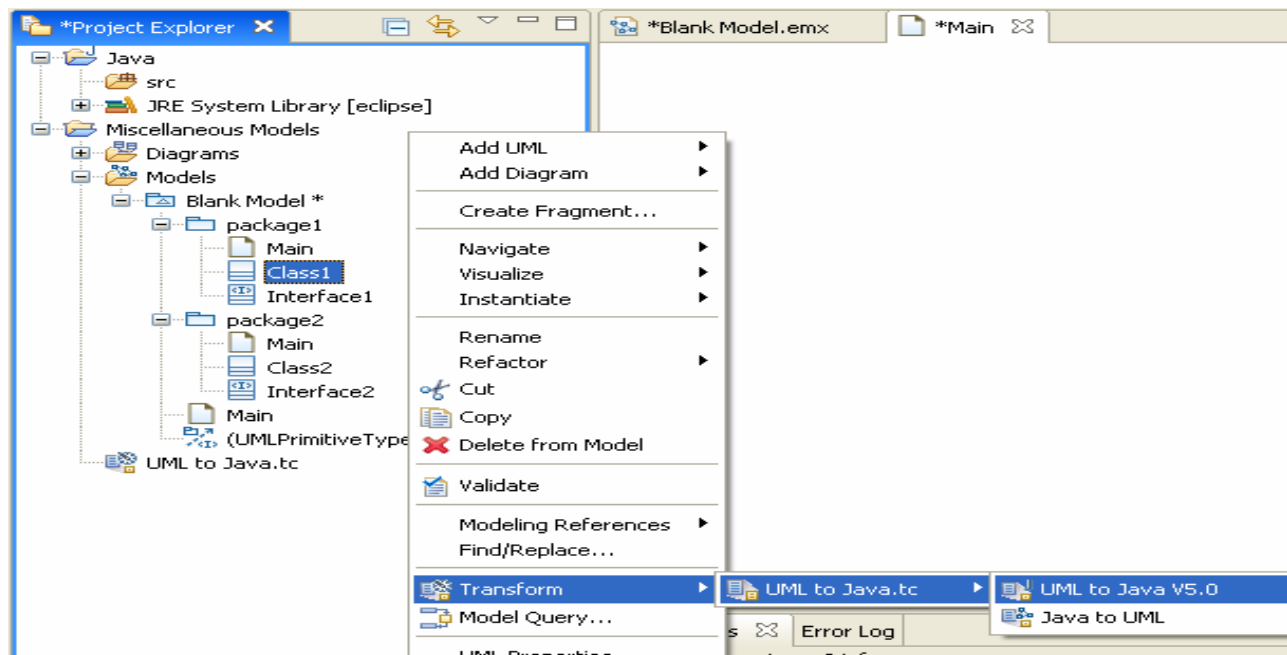 *Project Explorer
*Blank Model.emx
*Main
Java
src
JRE System Library [eclipse]
Miscellaneous Models
Diagrams
Models
Blank Model *
package1
Main
Class1
Interface1
package2
Main
Class2
Interface2
Main
(UMLPrimitiveType
UML to Java.tc
Add UML
Add Diagram
Create Fragment...
Navigate
Visualize
Instantiate
Rename
Refactor
Cut
Copy
Delete from Model
Validate
Modeling References
Find/Replace...
Transform
UML to Java.tc
UML to Java V5.0
Java to UML
Model Query...
s
Error Log
UML Properties